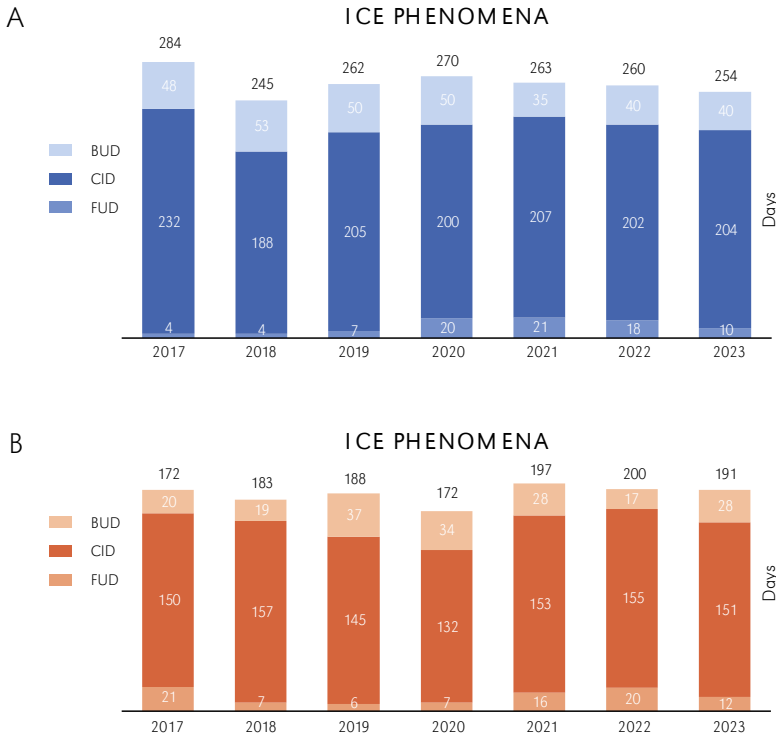 A
ICE PHENOMENA
284 245 262 270 263 260 254
48 53 50 50 35 40 40
BUD
CID
FUD
232 188 205 200 207 202 204
4 4 7 20 21 18 10
Days
2017 2018 2019 2020 2021 2022 2023
B
ICE PHENOMENA
172 183 188 172 197 200 191
20 19 37 34 28 17 28
BUD
CID
FUD
150 157 145 132 153 155 151
21 7 6 7 16 20 12
Days
2017 2018 2019 2020 2021 2022 2023